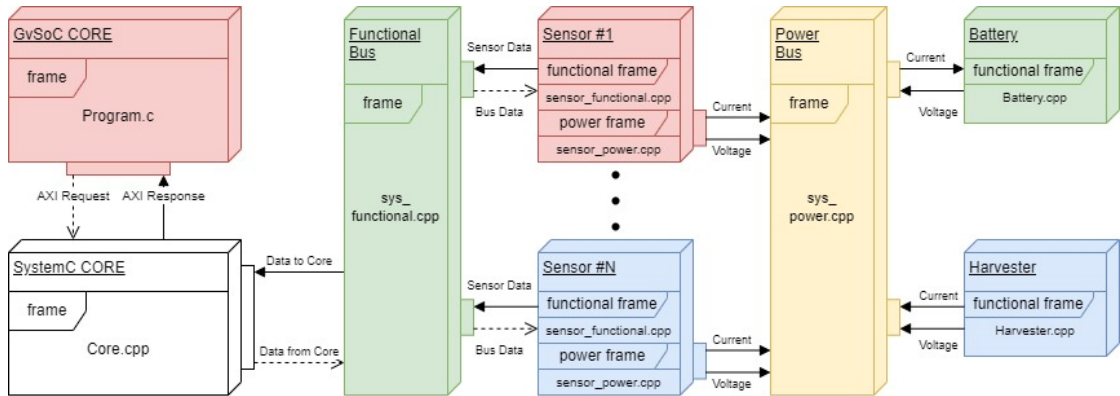 GvSoC CORE
frame
Program.c
AXI Request
AXI Response
SystemC CORE
frame
Core.cpp
Data to Core
Data from Core
Functional
Bus
frame
sys_
functional.cpp
Sensor Data
Bus Data
Sensor #1
functional frame
sensor_functional.cpp
power frame
sensor_power.cpp
Current
Voltage
Sensor Data
Bus Data
Sensor #N
functional frame
sensor_functional.cpp
power frame
sensor_power.cpp
Current
Voltage
Power
Bus
frame
sys_
power.cpp
Current
Voltage
Battery
functional frame
Battery.cpp
Current
Voltage
Harvester
functional frame
Harvester.cpp